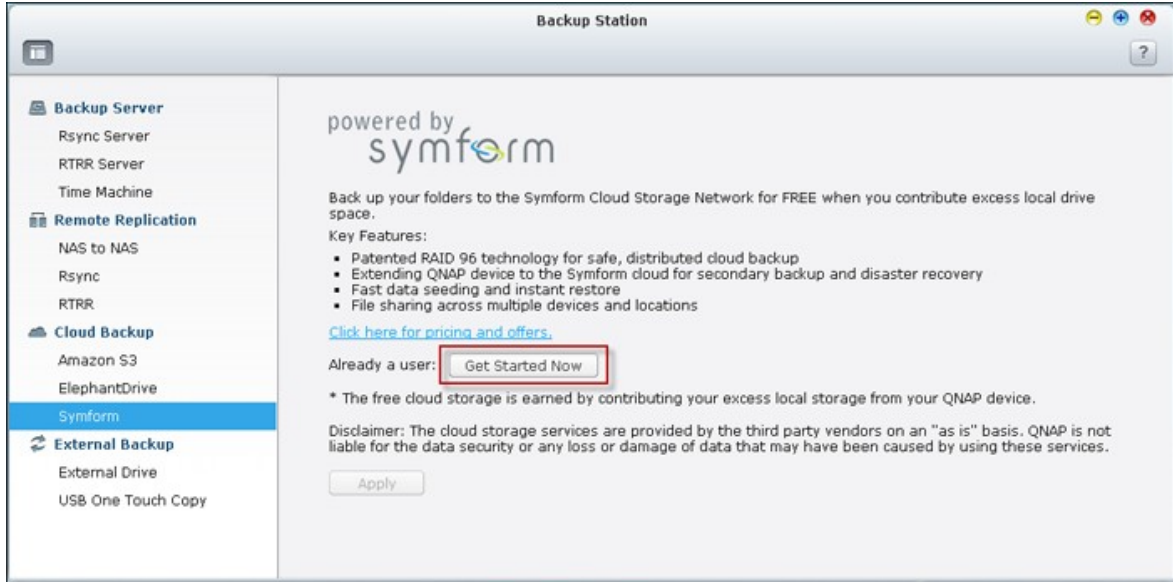 Backup Station
?
Backup Server
Rsync Server
RTRR Server
Time Machine
Remote Replication
NAS to NAS
Rsync
RTRR
Cloud Backup
Amazon S3
ElephantDrive
Symform
External Backup
External Drive
USB One Touch Copy
powered by
symform
Back up your folders to the Symform Cloud Storage Network for FREE when you contribute excess local drive
space.
Key Features:
▪ Patented RAID 96 technology for safe, distributed cloud backup
▪ Extending QNAP device to the Symform cloud for secondary backup and disaster recovery
▪ Fast data seeding and instant restore
▪ File sharing across multiple devices and locations
Click here for pricing and offers.
Already a user: Get Started Now
* The free cloud storage is earned by contributing your excess local storage from your QNAP device.
Disclaimer: The cloud storage services are provided by the third party vendors on an "as is" basis. QNAP is not
liable for the data security or any loss or damage of data that may have been caused by using these services.
Apply